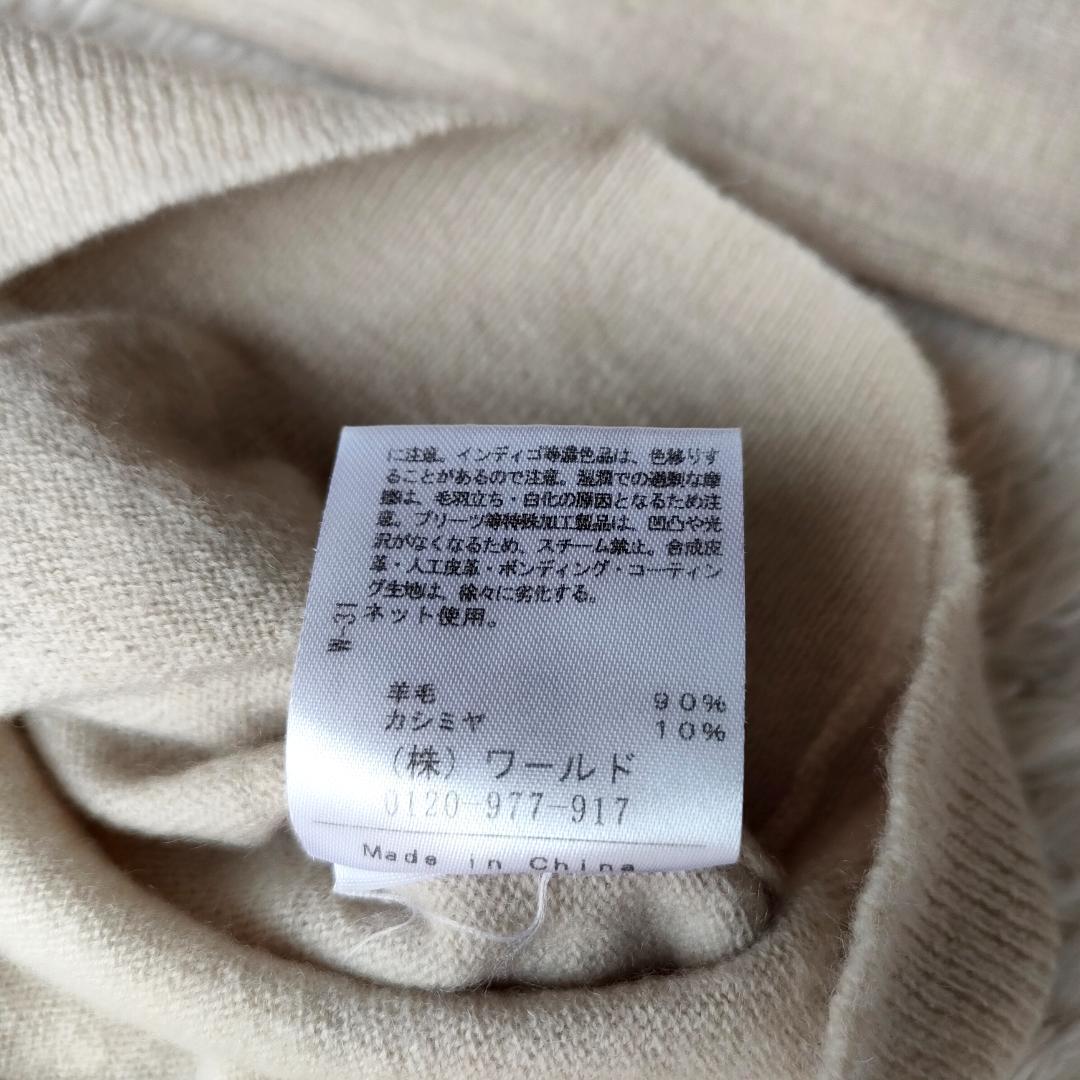 に注意。インディゴ等濃色品は、色移りす
ることがあるので注意。湿潤での過剰な摩
擦は、毛羽立ち・白化の原因となるため注
意。プリーツ等特殊加工製品は、凹凸や光
沢がなくなるため、スチーム禁止。合成皮
革・人工皮革・ボンディング・コーティン
グ生地は、徐々に劣化する。
ネット使用。
W-31
羊毛 90%
カシミヤ 10%
(株) ワールド
0120-977-917
Made in China